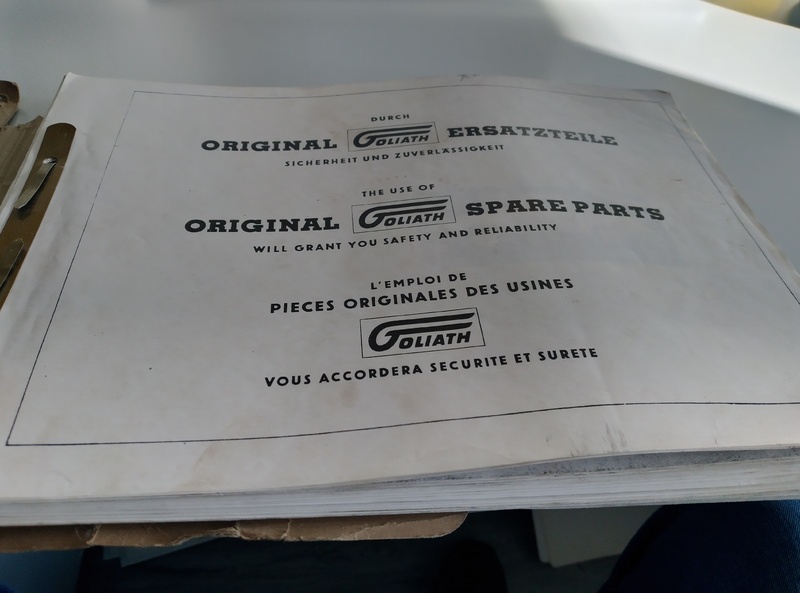 DURCH
ORIGINAL GOLIATH ERSATZTEILE
SICHERHEIT UND ZUVERLÄSSIGKEIT
THE USE OF
ORIGINAL GOLIATH SPARE PARTS
WILL GRANT YOU SAFETY AND RELIABILITY
L'EMPLOI DE
PIECES ORIGINALES DES USINES
GOLIATH
VOUS ACCORDERA SECURITE ET SURETE